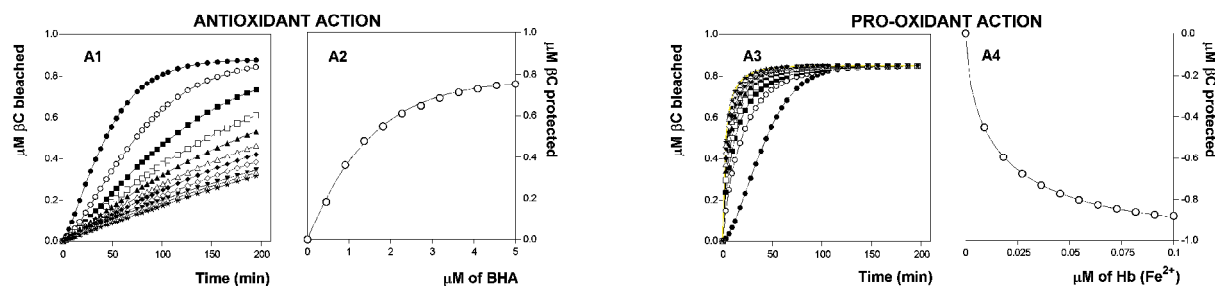 ANTIOXIDANT ACTION
A1
μM βC bleached
1.0
0.8
0.6
0.4
0.2
0.0
0 50 100 150 200
Time (min)
A2
μM βC protected
1.0
0.8
0.6
0.4
0.2
0.0
0 1 2 3 4 5
μM of BHA
PRO-OXIDANT ACTION
A3
μM βC bleached
1.0
0.8
0.6
0.4
0.2
0.0
0 50 100 150 200
Time (min)
A4
μM βC protected
0.0
-0.2
-0.4
-0.6
-0.8
-1.0
0 0.025 0.05 0.075 0.1
μM of Hb (Fe²⁺)